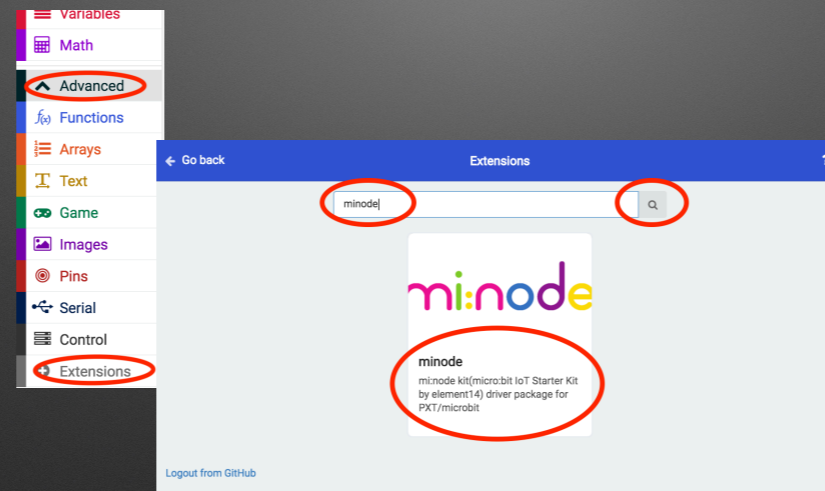 Variables
Math
Advanced
f(x) Functions
Arrays
Text
Game
Images
Pins
Serial
Control
Extensions
Go back
Extensions
minode
mi:node
minode
mi:node kit(micro:bit IoT Starter Kit
by element14) driver package for
PXT/microbit
Logout from GitHub